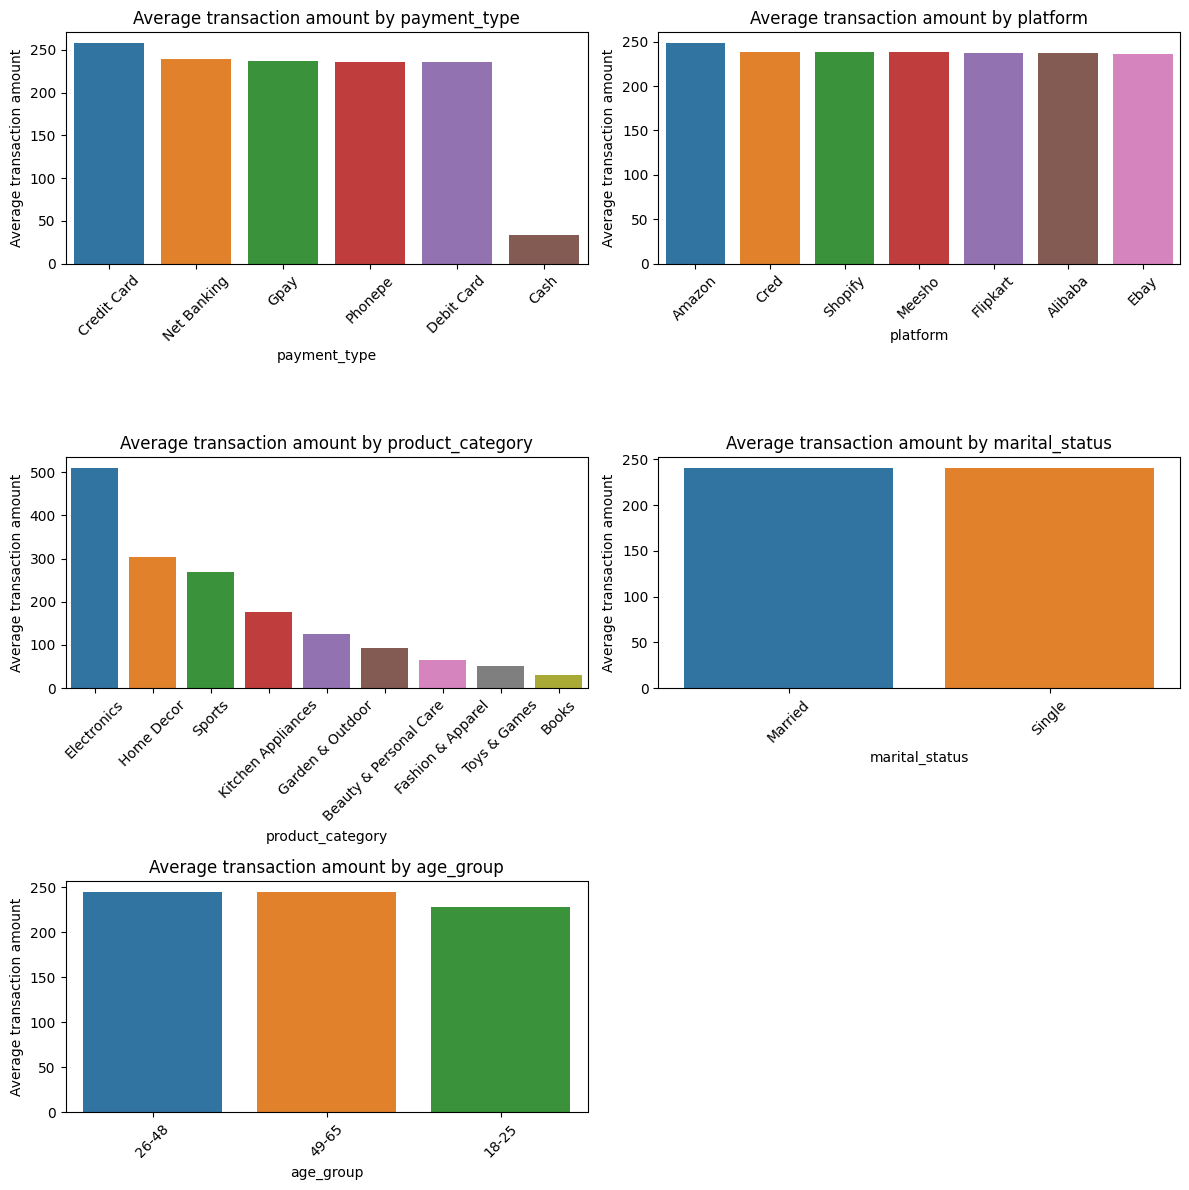 Average transaction amount by payment_type
Average transaction amount
250
200
150
100
50
0
Credit Card
Net Banking
Gpay
Phonepe
Debit Card
Cash
payment_type
Average transaction amount by platform
Average transaction amount
250
200
150
100
50
0
Amazon
Cred
Shopify
Meesho
Flipkart
Alibaba
Ebay
platform
Average transaction amount by product_category
Average transaction amount
500
400
300
200
100
0
Electronics
Home Decor
Sports
Kitchen Appliances
Garden & Outdoor
Beauty & Personal Care
Fashion & Apparel
Toys & Games
Books
product_category
Average transaction amount by marital_status
Average transaction amount
250
200
150
100
50
0
Married
Single
marital_status
Average transaction amount by age_group
Average transaction amount
250
200
150
100
50
0
26-48
49-65
18-25
age_group